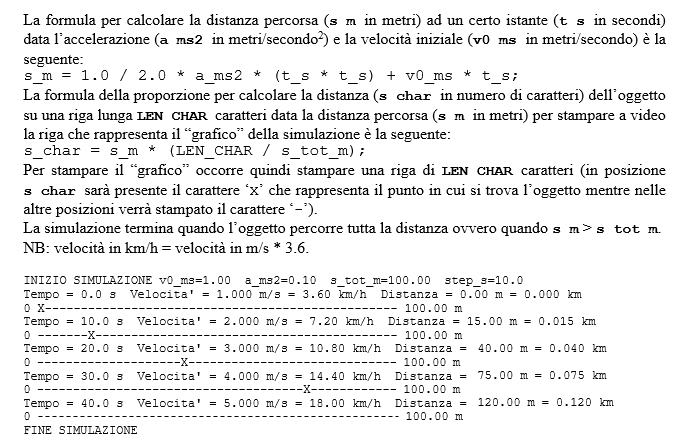 La formula per calcolare la distanza percorsa (s m in metri) ad un certo istante (t s in secondi)
data l'accelerazione (a ms2 in metri/secondo²) e la velocità iniziale (v0 ms in metri/secondo) è la
seguente:
s_m = 1.0 / 2.0 * a_ms2 * (t_s * t_s) + v0_ms * t_s;
La formula della proporzione per calcolare la distanza (s char in numero di caratteri) dell'oggetto
su una riga lunga LEN CHAR caratteri data la distanza percorsa (s m in metri) per stampare a video
la riga che rappresenta il "grafico" della simulazione è la seguente:
s_char = s_m * (LEN_CHAR / s_tot_m);
Per stampare il "grafico" occorre quindi stampare una riga di LEN CHAR caratteri (in posizione
s char sarà presente il carattere 'x' che rappresenta il punto in cui si trova l'oggetto mentre nelle
altre posizioni verrà stampato il carattere '-').
La simulazione termina quando l'oggetto percorre tutta la distanza ovvero quando s m > s tot m.
NB: velocità in km/h = velocità in m/s * 3.6.
INIZIO SIMULAZIONE v0_ms=1.00 a_ms2=0.10 s_tot_m=100.00 step_s=10.0
Tempo = 0.0 s Velocita' = 1.000 m/s = 3.60 km/h Distanza = 0.00 m = 0.000 km
0 X------------------------------------------------- 100.00 m
Tempo = 10.0 s Velocita' = 2.000 m/s = 7.20 km/h Distanza = 15.00 m = 0.015 km
0 -------X------------------------------------------ 100.00 m
Tempo = 20.0 s Velocita' = 3.000 m/s = 10.80 km/h Distanza = 40.00 m = 0.040 km
0 --------------------X----------------------------- 100.00 m
Tempo = 30.0 s Velocita' = 4.000 m/s = 14.40 km/h Distanza = 75.00 m = 0.075 km
0 -------------------------------------X------------ 100.00 m
Tempo = 40.0 s Velocita' = 5.000 m/s = 18.00 km/h Distanza = 120.00 m = 0.120 km
0 -------------------------------------------------- 100.00 m
FINE SIMULAZIONE